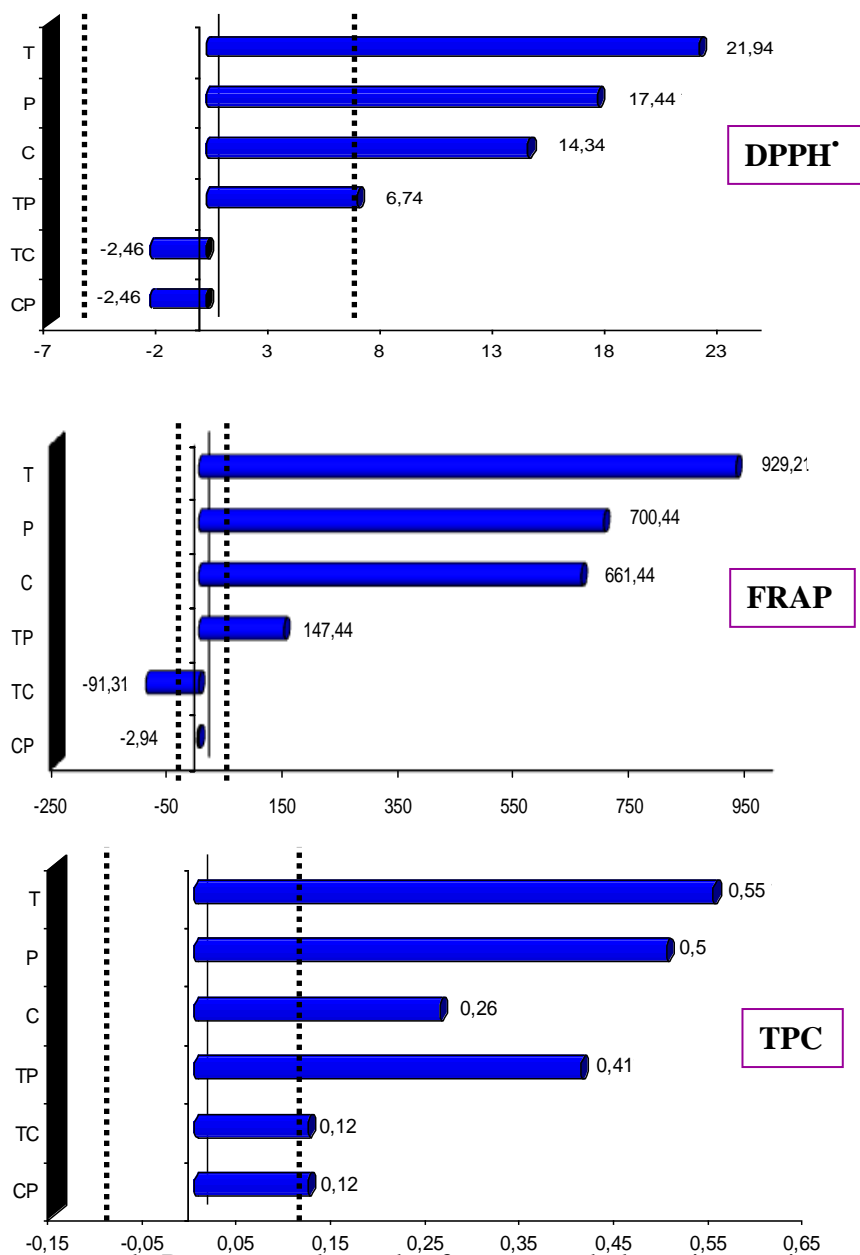 T 21,94
P 17,44
C 14,34
DPPH•
TP 6,74
TC -2,46
CP -2,46
-7 -2 3 8 13 18 23
T 929,21
P 700,44
C 661,44
FRAP
TP 147,44
TC -91,31
CP -2,94
-250 -50 150 350 550 750 950
T 0,55
P 0,5
C 0,26
TPC
TP 0,41
TC 0,12
CP 0,12
-0,15 -0,05 0,05 0,15 0,25 0,35 0,45 0,55 0,65